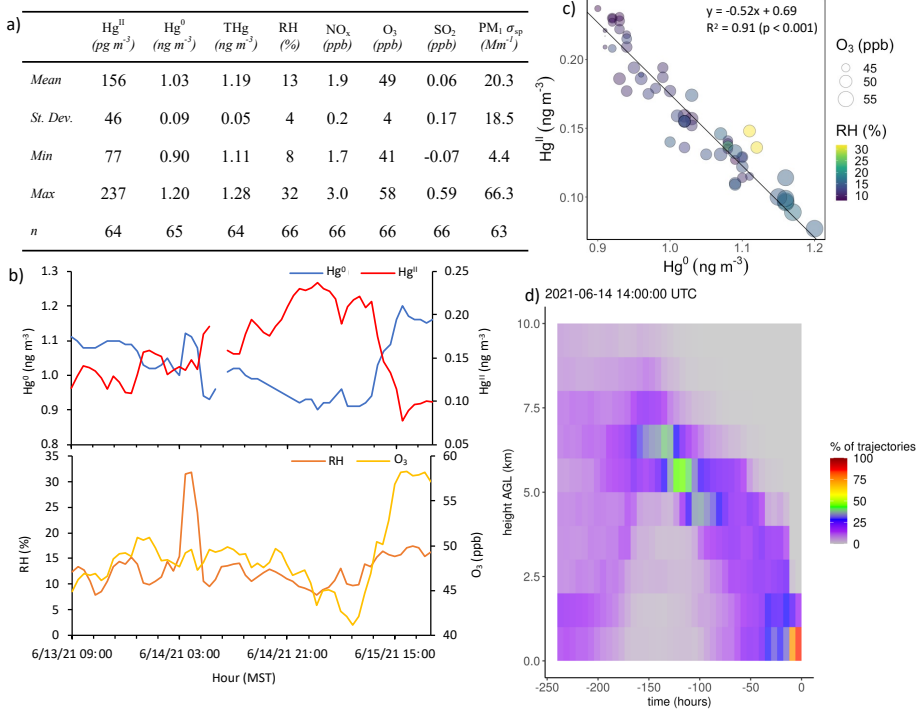 a)
Hg^II Hg^0 THg RH NO_x O_3 SO_2 PM_1 σ_sp
(pg m^-3) (ng m^-3) (ng m^-3) (%) (ppb) (ppb) (ppb) (Mm^-1)
Mean 156 1.03 1.19 13 1.9 49 0.06 20.3
St. Dev. 46 0.09 0.05 4 0.2 4 0.17 18.5
Min 77 0.90 1.11 8 1.7 41 -0.07 4.4
Max 237 1.20 1.28 32 3.0 58 0.59 66.3
n 64 65 64 66 66 66 66 63
b)
Hg^0 Hg^II
1.3
1.2
1.1
1.0
0.9
0.8
Hg^0 (ng m^-3)
0.25
0.20
0.15
0.10
0.05
Hg^II (ng m^-3)
RH O_3
35
30
25
20
15
10
5
0
RH (%)
60
55
50
45
40
O_3 (ppb)
6/13/21 09:00 6/14/21 03:00 6/14/21 21:00 6/15/21 15:00
Hour (MST)
c)
y = -0.52x + 0.69
R^2 = 0.91 (p < 0.001)
0.20
0.15
0.10
Hg^II (ng m^-3)
0.9 1.0 1.1 1.2
Hg^0 (ng m^-3)
O_3 (ppb)
45
50
55
RH (%)
30
25
20
15
10
d) 2021-06-14 14:00:00 UTC
10.0
7.5
5.0
2.5
0.0
height AGL (km)
-250 -200 -150 -100 -50 0
time (hours)
% of trajectories
100
75
50
25
0